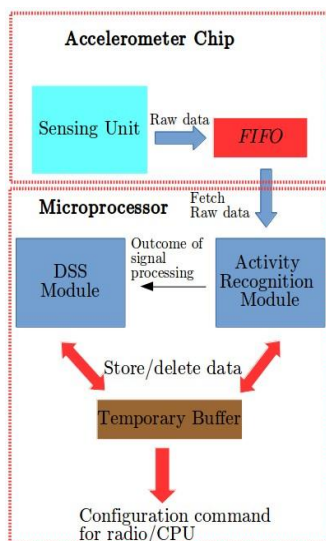 Accelerometer Chip
Sensing Unit
Raw data
FIFO
Microprocessor
Fetch
Raw data
DSS
Module
Outcome of
signal
processing
Activity
Recognition
Module
Store/delete data
Temporary Buffer
Configuration command
for radio/CPU